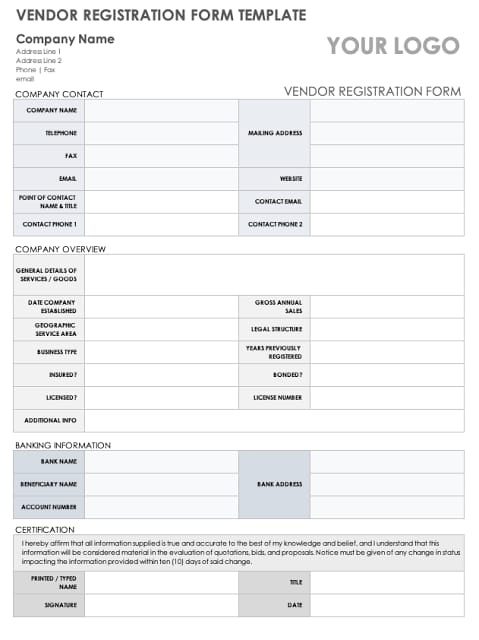 VENDOR REGISTRATION FORM TEMPLATE
Company Name
YOUR LOGO
Address Line 1
Address Line 2
Phone | Fax
email
COMPANY CONTACT
VENDOR REGISTRATION FORM
COMPANY NAME
TELEPHONE
MAILING ADDRESS
FAX
EMAIL
WEBSITE
POINT OF CONTACT
NAME & TITLE
CONTACT EMAIL
CONTACT PHONE 1
CONTACT PHONE 2
COMPANY OVERVIEW
GENERAL DETAILS OF
SERVICES / GOODS
DATE COMPANY
ESTABLISHED
GROSS ANNUAL
SALES
GEOGRAPHIC
SERVICE AREA
LEGAL STRUCTURE
BUSINESS TYPE
YEARS PREVIOUSLY
REGISTERED
INSURED?
BONDED?
LICENSED?
LICENSE NUMBER
ADDITIONAL INFO
BANKING INFORMATION
BANK NAME
BENEFICIARY NAME
BANK ADDRESS
ACCOUNT NUMBER
CERTIFICATION
I hereby affirm that all information supplied is true and accurate to the best of my knowledge and belief, and I understand that this
information will be considered material in the evaluation of quotations, bids, and proposals. Notice must be given of any change in status
impacting the information provided within ten (10) days of said change.
PRINTED / TYPED
NAME
TITLE
SIGNATURE
DATE